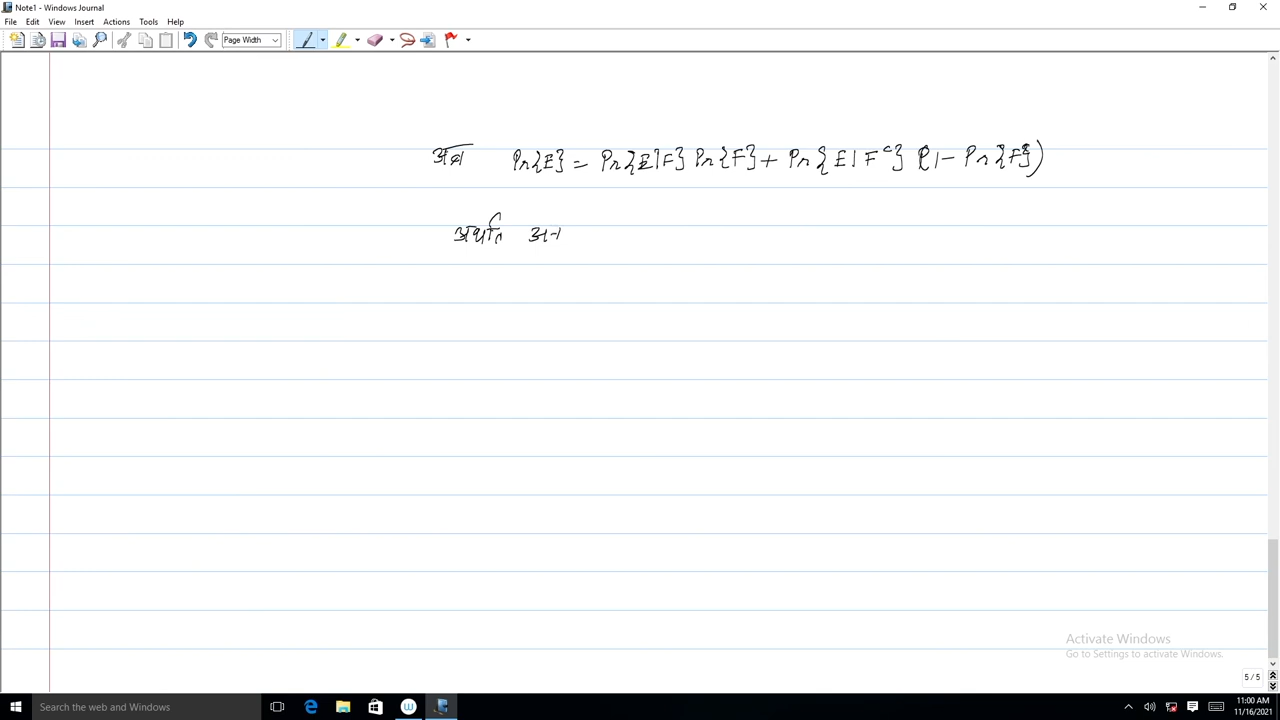 Note1 - Windows Journal
File Edit View Insert Actions Tools Help
Page Width
अतः Pr{E} = Pr{E|F} Pr{F} + Pr{E|F^c} (1 - Pr{F})
अर्थात
Activate Windows
Go to Settings to activate Windows.
5 / 5
Search the web and Windows
11:00 AM
11/16/2021